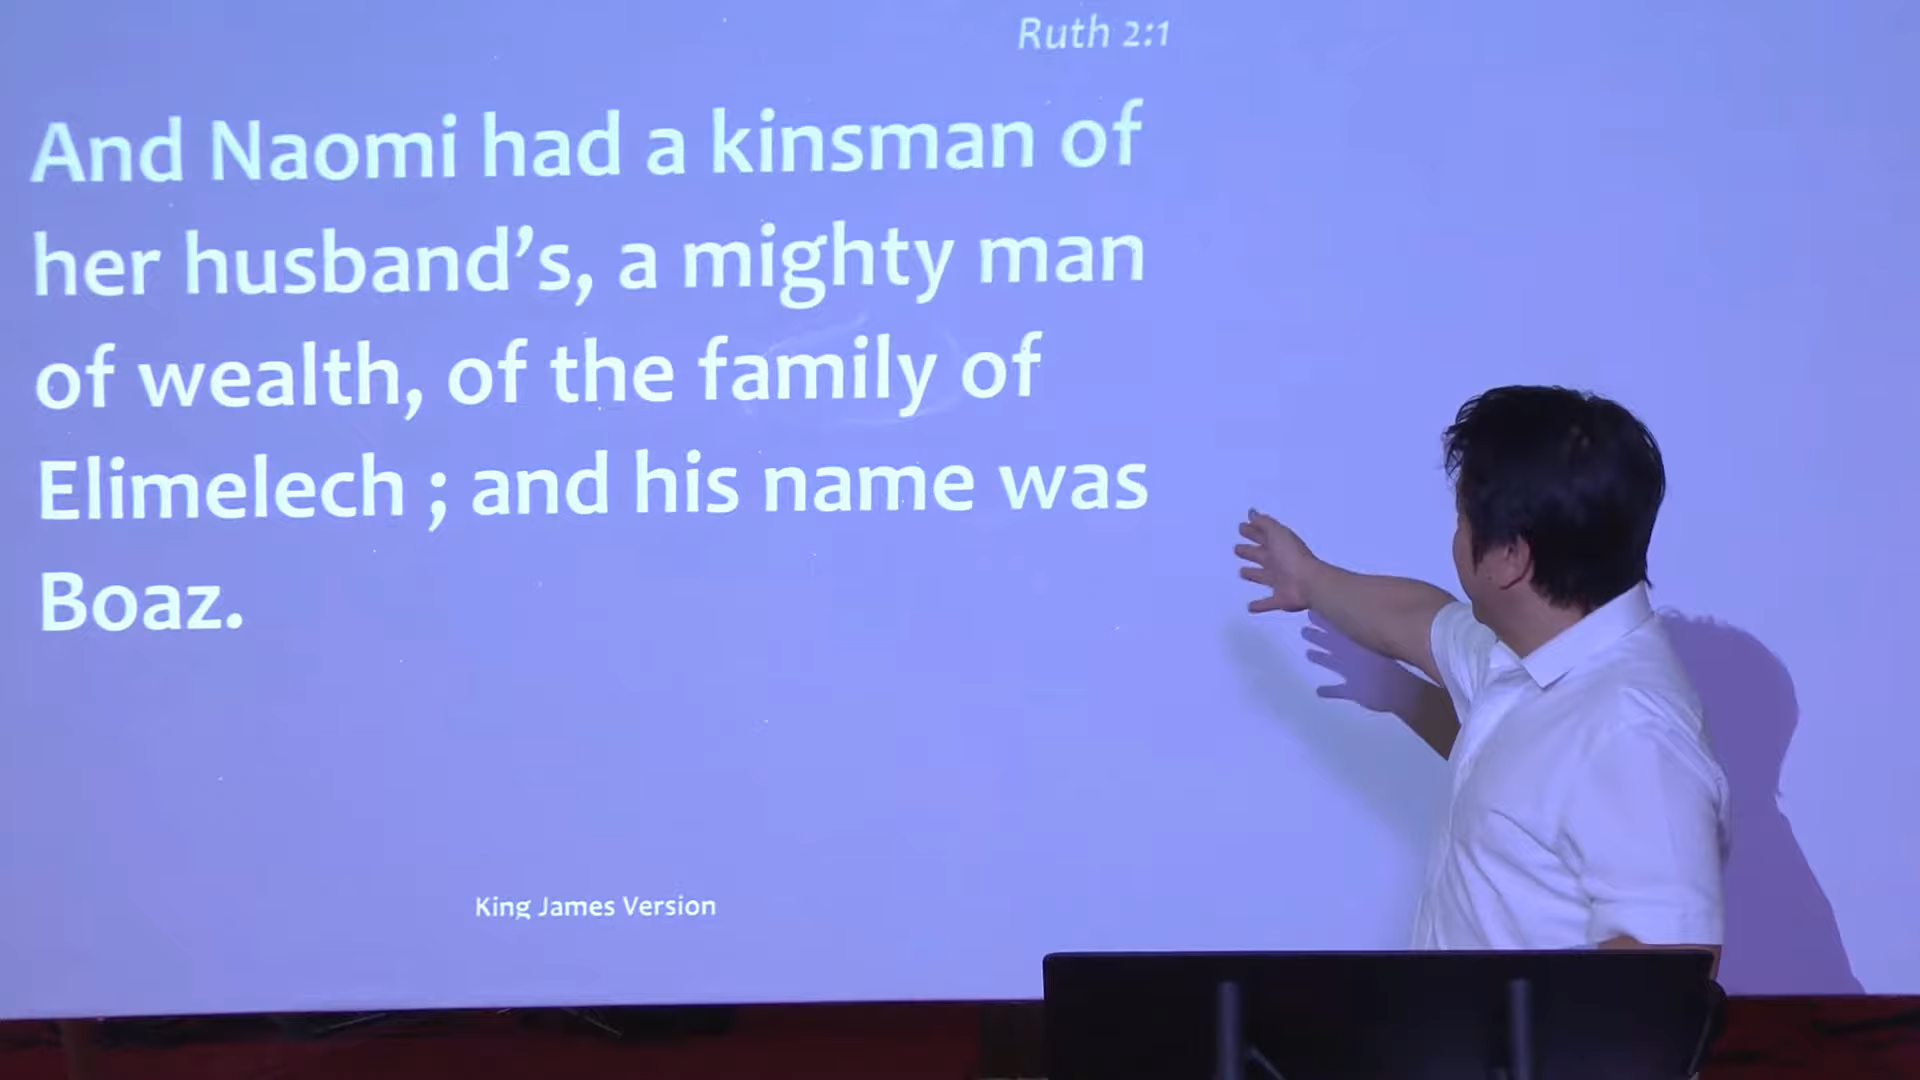 Ruth 2:1
And Naomi had a kinsman of
her husband’s, a mighty man
of wealth, of the family of
Elimelech ; and his name was
Boaz.
King James Version